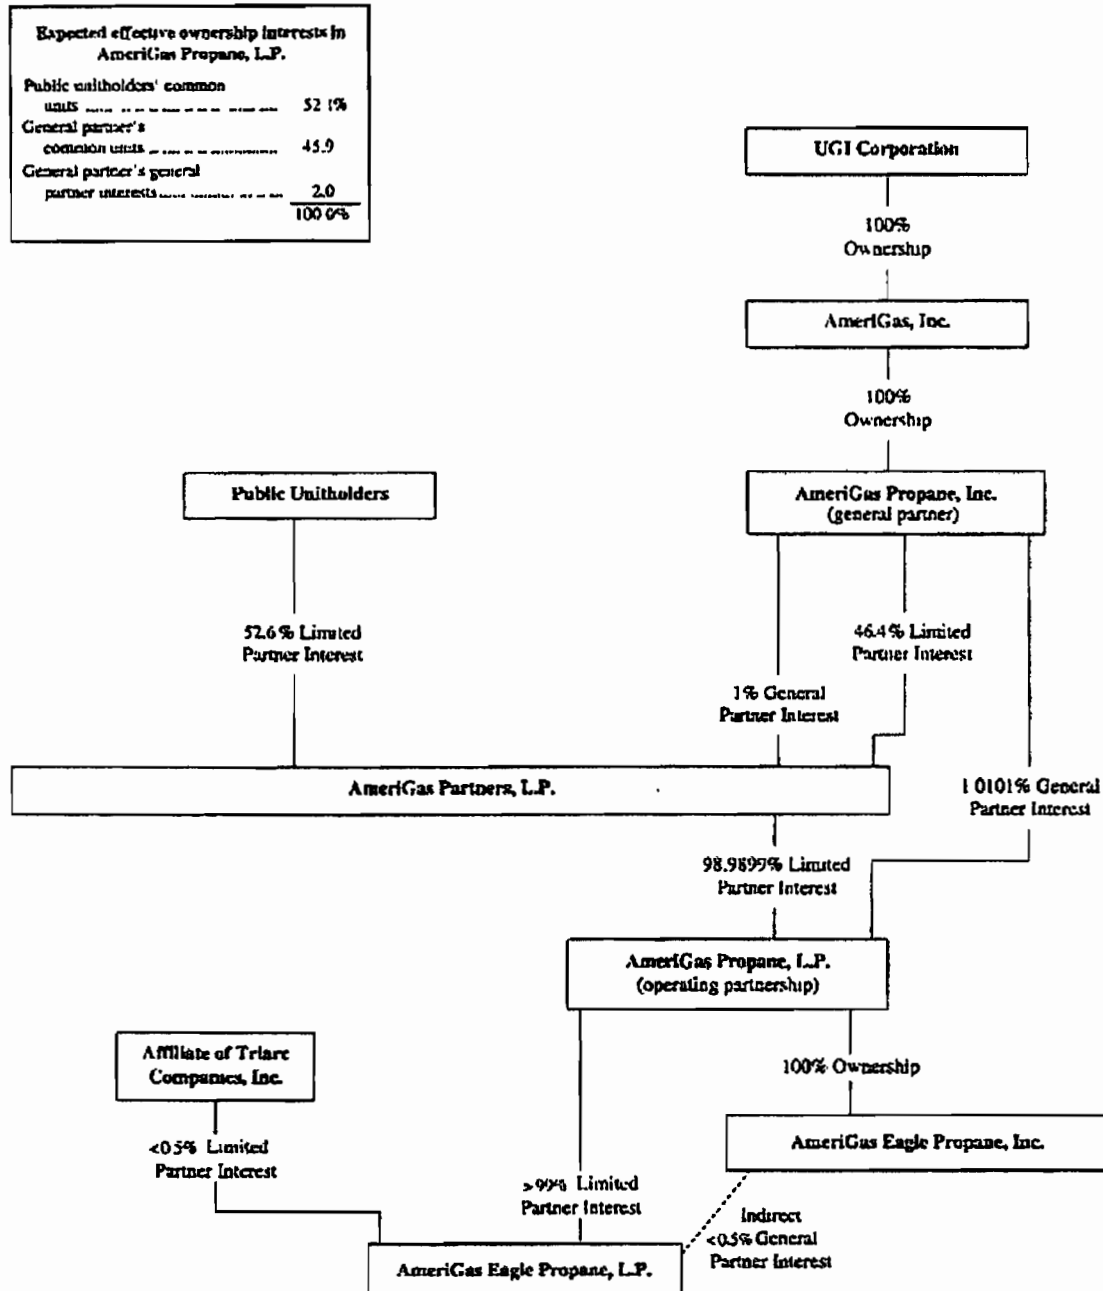 Expected effective ownership interests in
AmeriGas Propane, L.P.
Public unitholders' common
units 52.1%
General partner's
common units 45.9
General partner's general
partner interests 2.0
100.0%
UGI Corporation
100%
Ownership
AmeriGas, Inc.
100%
Ownership
Public Unitholders
AmeriGas Propane, Inc.
(general partner)
52.6% Limited
Partner Interest
46.4% Limited
Partner Interest
1% General
Partner Interest
AmeriGas Partners, L.P.
1.0101% General
Partner Interest
98.9899% Limited
Partner Interest
AmeriGas Propane, L.P.
(operating partnership)
Affiliate of Triarc
Companies, Inc.
100% Ownership
<0.5% Limited
Partner Interest
AmeriGas Eagle Propane, Inc.
>99% Limited
Partner Interest
Indirect
<0.5% General
Partner Interest
AmeriGas Eagle Propane, L.P.